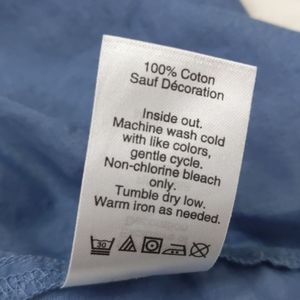 100% Coton
Sauf Décoration
Inside out.
Machine wash cold
with like colors,
gentle cycle.
Non-chlorine bleach
only.
Tumble dry low.
Warm iron as needed.
30